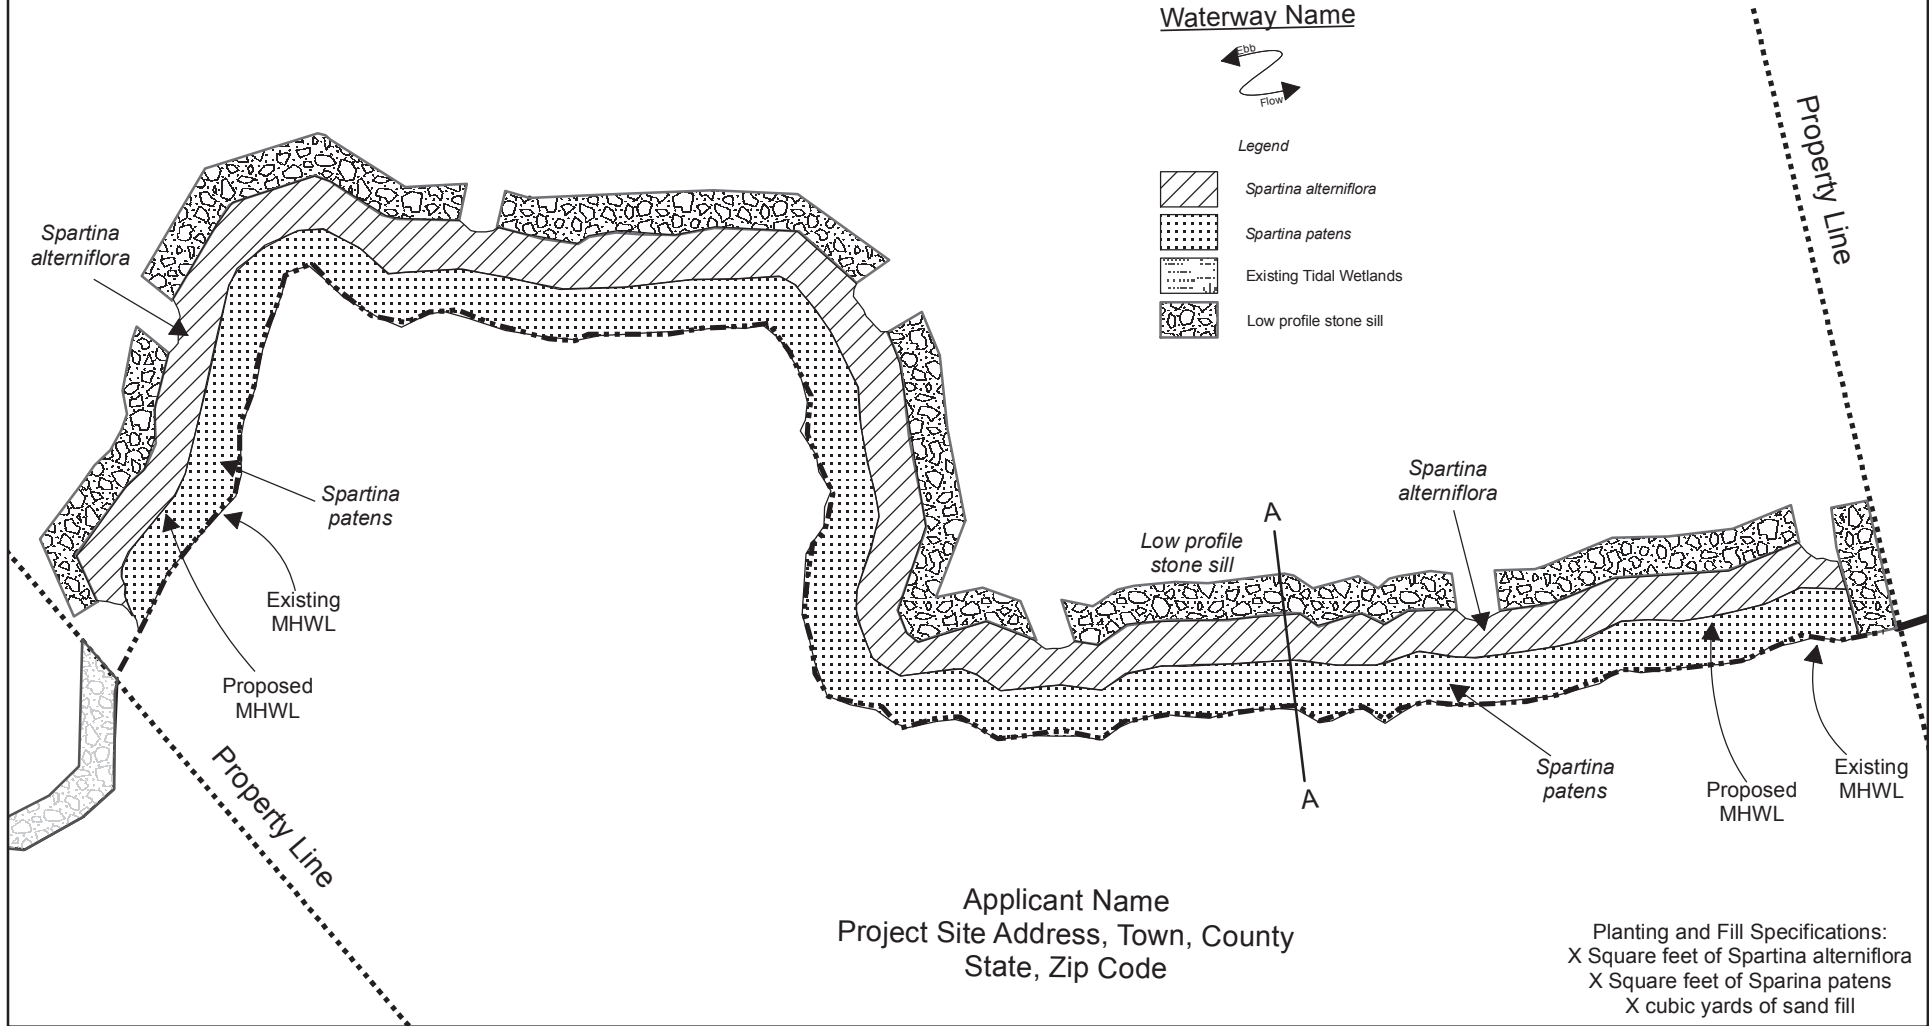 Waterway Name
Ebb
Flow
Legend
Spartina alterniflora
Spartina patens
Existing Tidal Wetlands
Low profile stone sill
Property Line
Spartina
alterniflora
Spartina
patens
Existing
MHWL
Proposed
MHWL
Property Line
Low profile
stone sill
A
A
Spartina
alterniflora
Spartina
patens
Proposed
MHWL
Existing
MHWL
Applicant Name
Project Site Address, Town, County
State, Zip Code
Planting and Fill Specifications:
X Square feet of Spartina alterniflora
X Square feet of Sparina patens
X cubic yards of sand fill